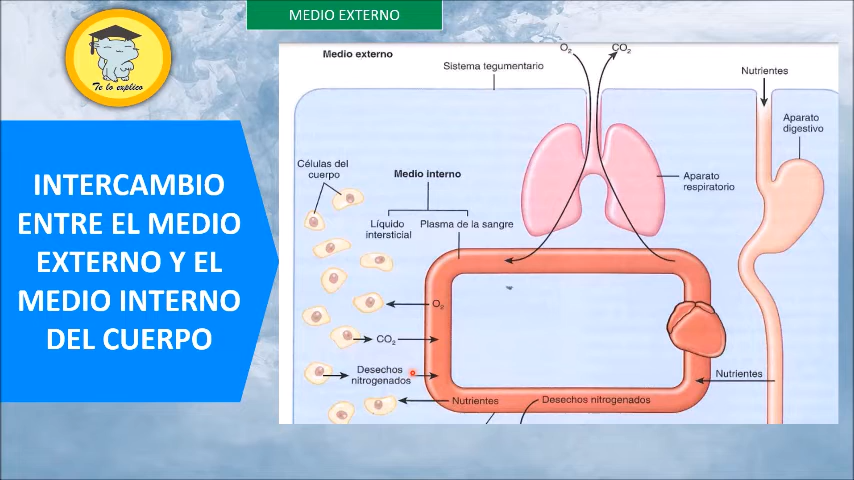 MEDIO EXTERNO
Te lo explico
INTERCAMBIO
ENTRE EL MEDIO
EXTERNO Y EL
MEDIO INTERNO
DEL CUERPO
Medio externo
O₂
CO₂
Sistema tegumentario
Nutrientes
Aparato
digestivo
Células del
cuerpo
Medio interno
Aparato
respiratorio
Líquido
intersticial
Plasma de la sangre
O₂
CO₂
Desechos
nitrogenados
Nutrientes
Nutrientes
Desechos nitrogenados